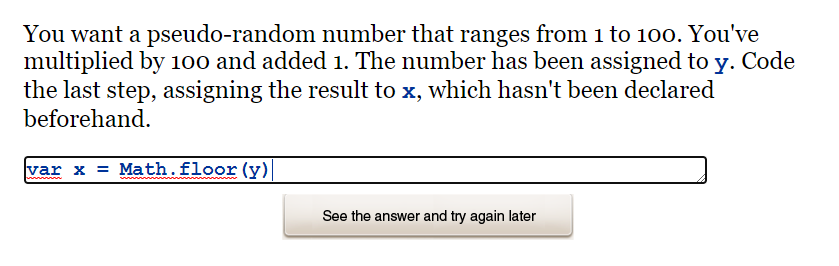 You want a pseudo-random number that ranges from 1 to 100. You've
multiplied by 100 and added 1. The number has been assigned to y. Code
the last step, assigning the result to x, which hasn't been declared
beforehand.
var x = Math.floor(y)
See the answer and try again later